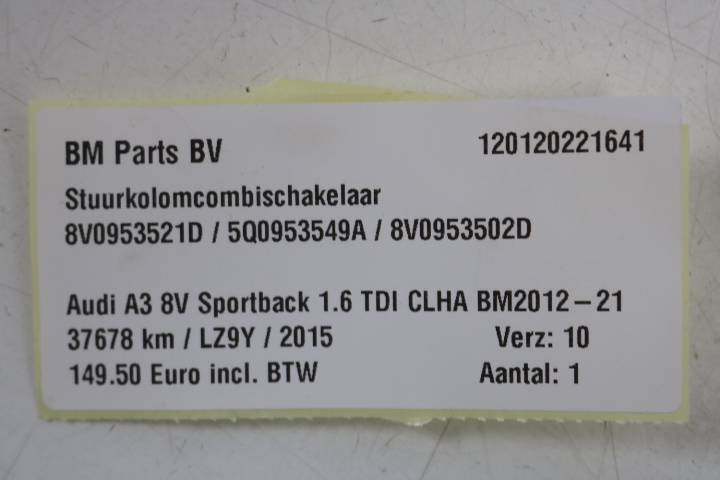 BM Parts BV 120120221641
Stuurkolomcombischakelaar
8V0953521D / 5Q0953549A / 8V0953502D
Audi A3 8V Sportback 1.6 TDI CLHA BM2012-21
37678 km / LZ9Y / 2015 Verz: 10
149.50 Euro incl. BTW Aantal: 1